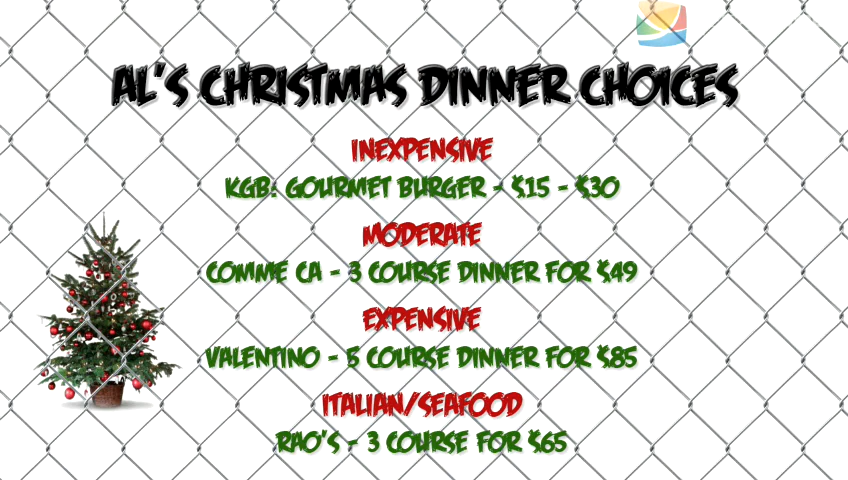 AL'S CHRISTMAS DINNER CHOICES
INEXPENSIVE
KGB: GOURMET BURGER - $15 - $30
MODERATE
COMME CA - 3 COURSE DINNER FOR $49
EXPENSIVE
VALENTINO - 5 COURSE DINNER FOR $85
ITALIAN/SEAFOOD
RAO'S - 3 COURSE FOR $65